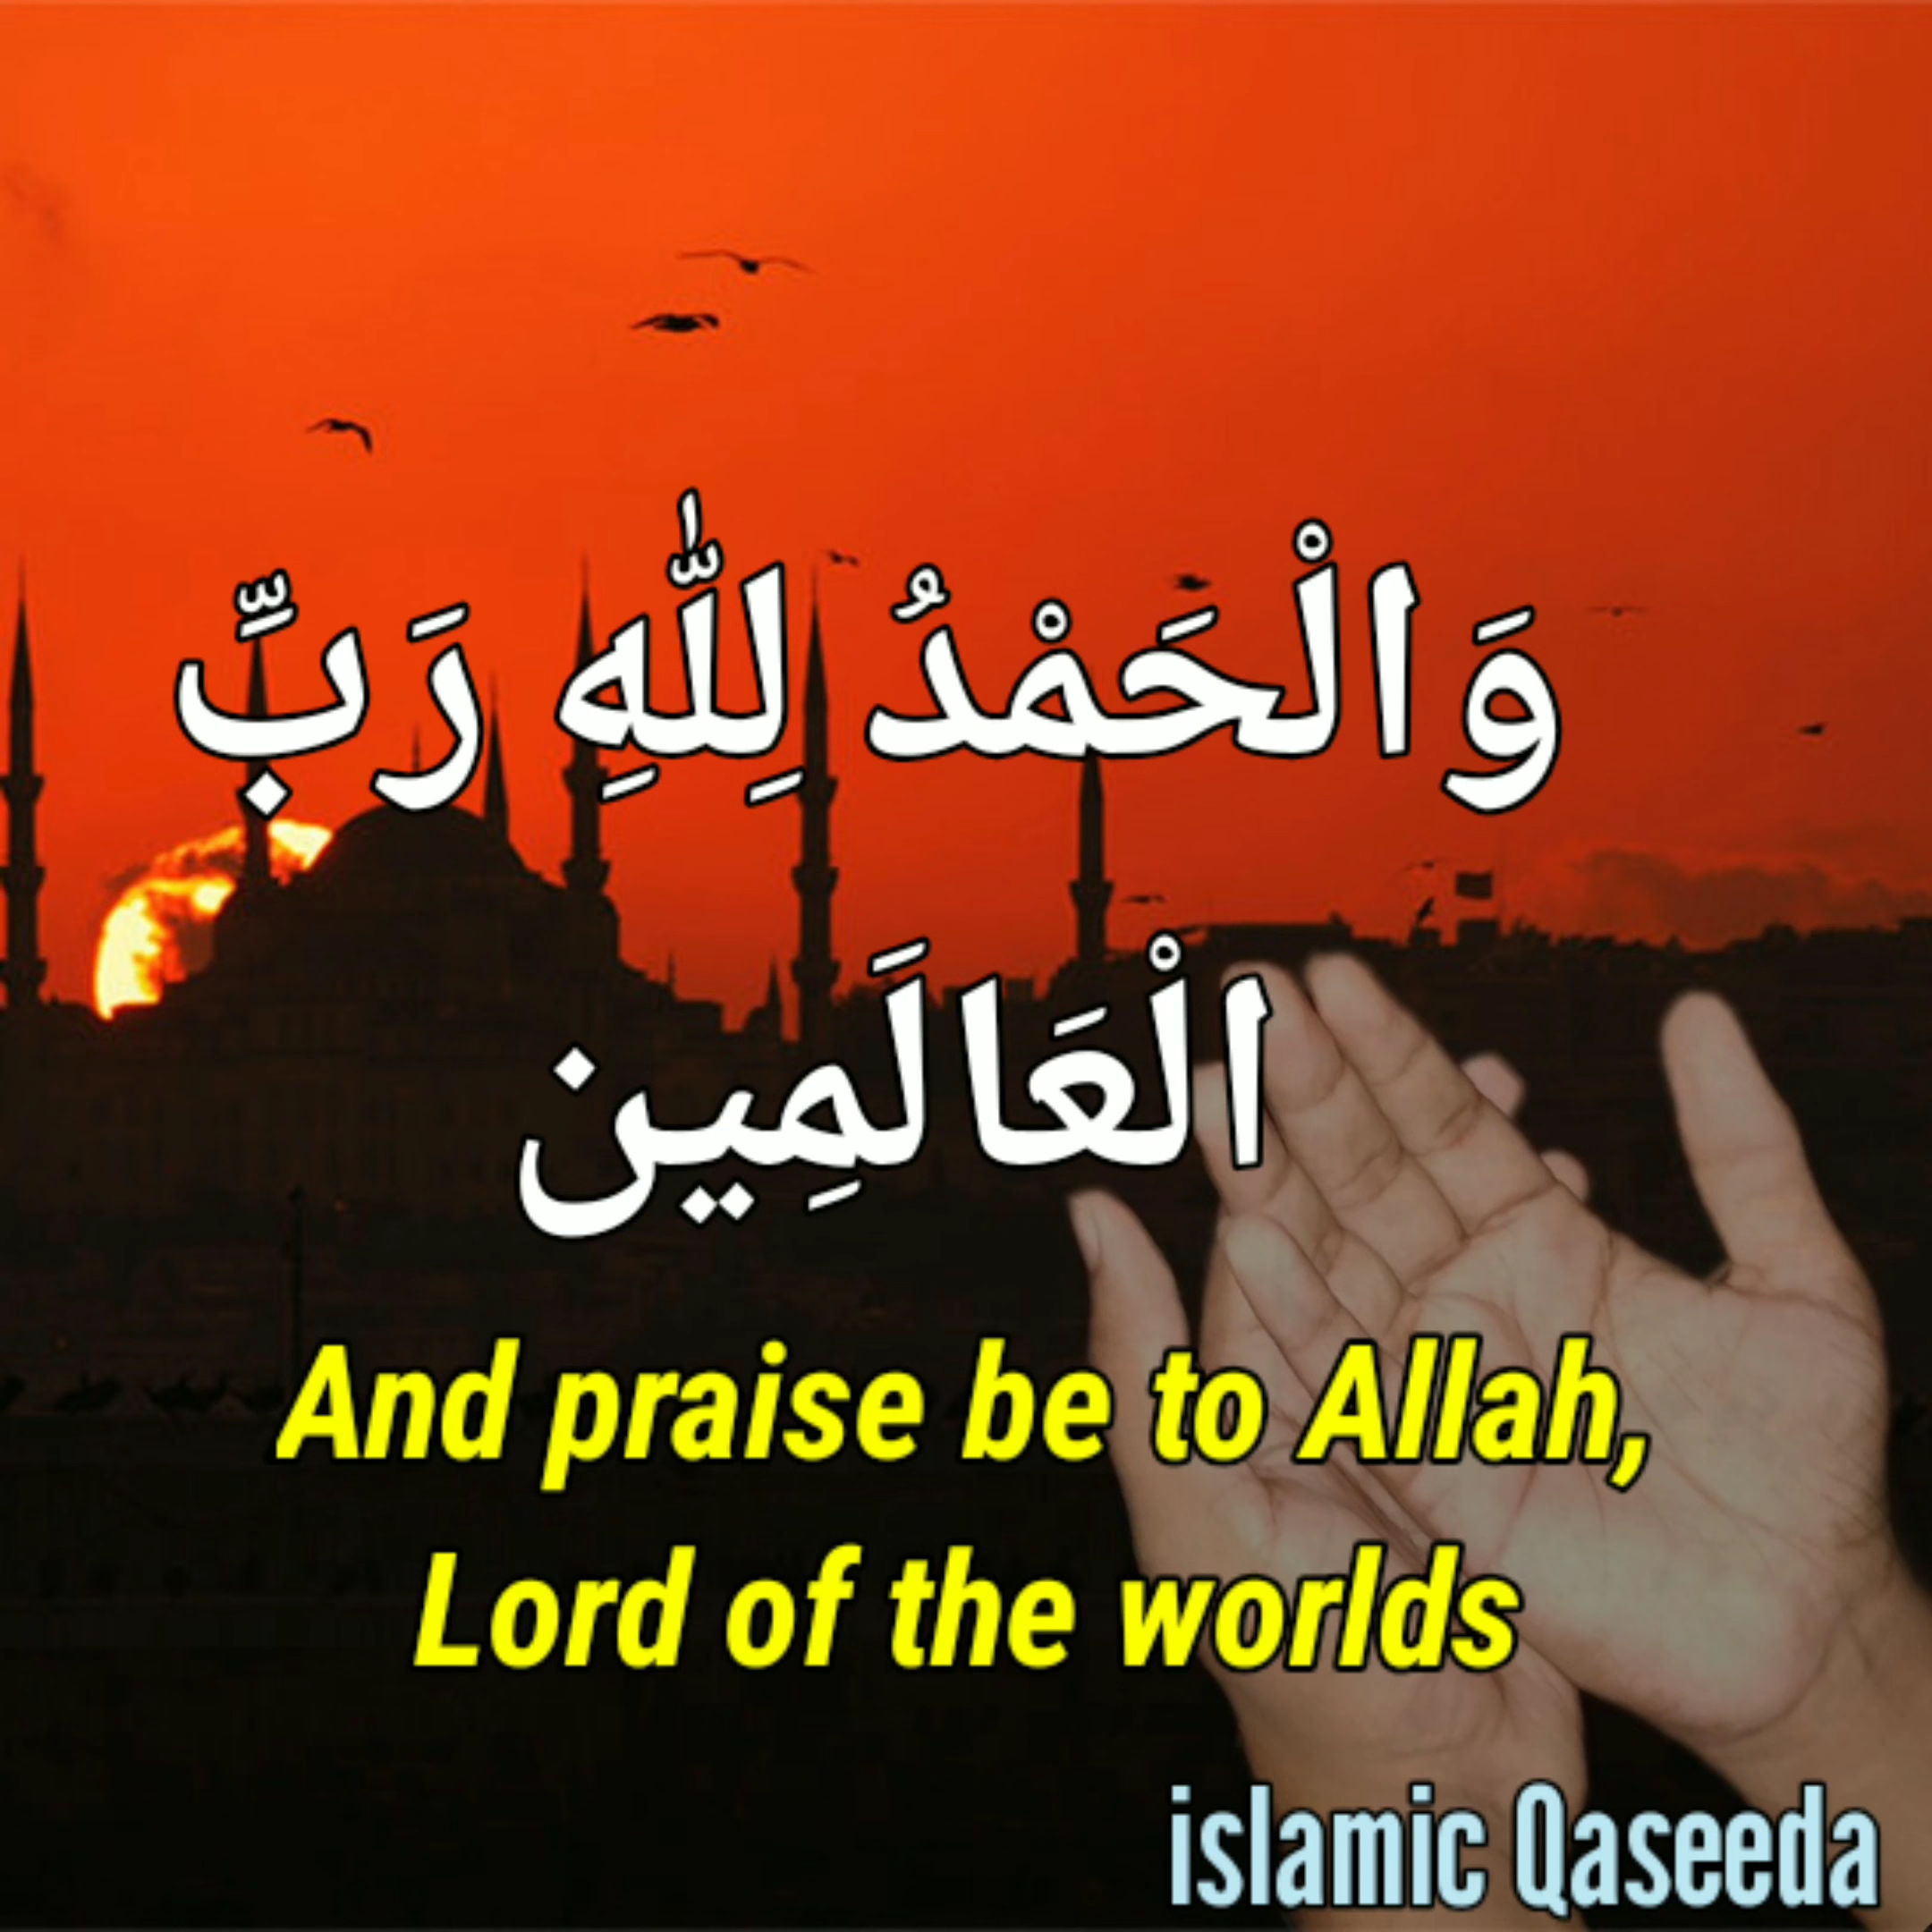 وَالْحَمْدُ لِلّٰهِ رَبِّ
الْعَالَمِين
And praise be to Allah,
Lord of the worlds
islamic Qaseeda